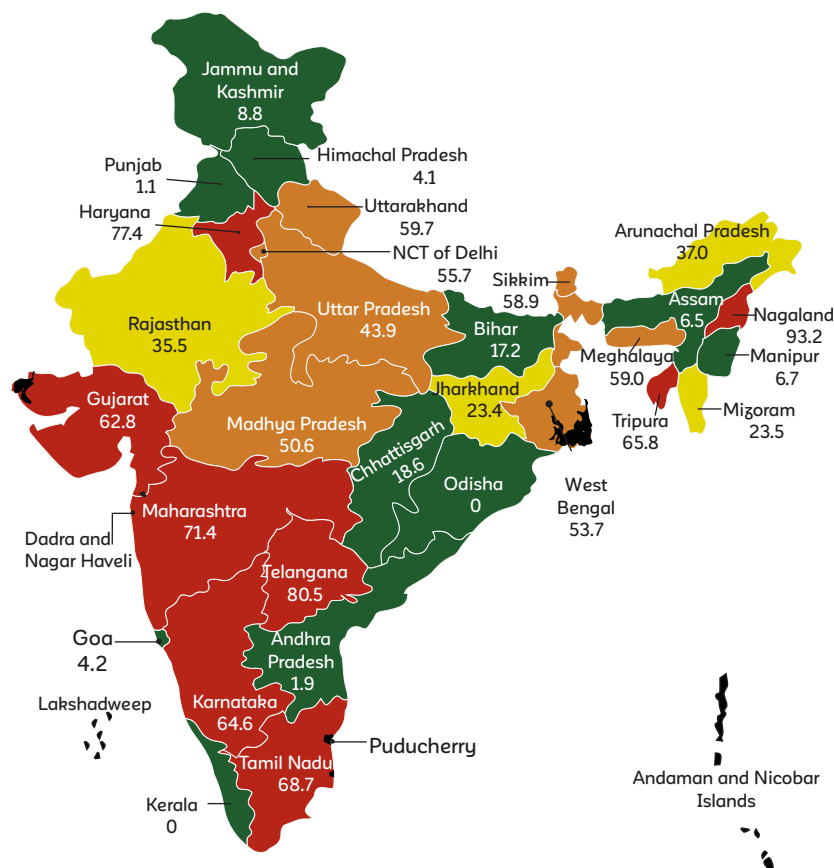 Jammu and
Kashmir
8.8
Himachal Pradesh
4.1
Punjab
1.1
Haryana
77.4
Uttarakhand
59.7
NCT of Delhi
55.7
Arunachal Pradesh
37.0
Sikkim
58.9
Assam
6.5
Nagaland
93.2
Rajasthan
35.5
Uttar Pradesh
43.9
Bihar
17.2
Meghalaya
59.0
Manipur
6.7
Jharkhand
23.4
Tripura
65.8
Mizoram
23.5
Gujarat
62.8
Madhya Pradesh
50.6
Chhattisgarh
18.6
Odisha
0
West
Bengal
53.7
Dadra and
Nagar Haveli
Maharashtra
71.4
Telangana
80.5
Goa
4.2
Andhra
Pradesh
1.9
Lakshadweep
Karnataka
64.6
Puducherry
Tamil Nadu
68.7
Kerala
0
Andaman and Nicobar
Islands